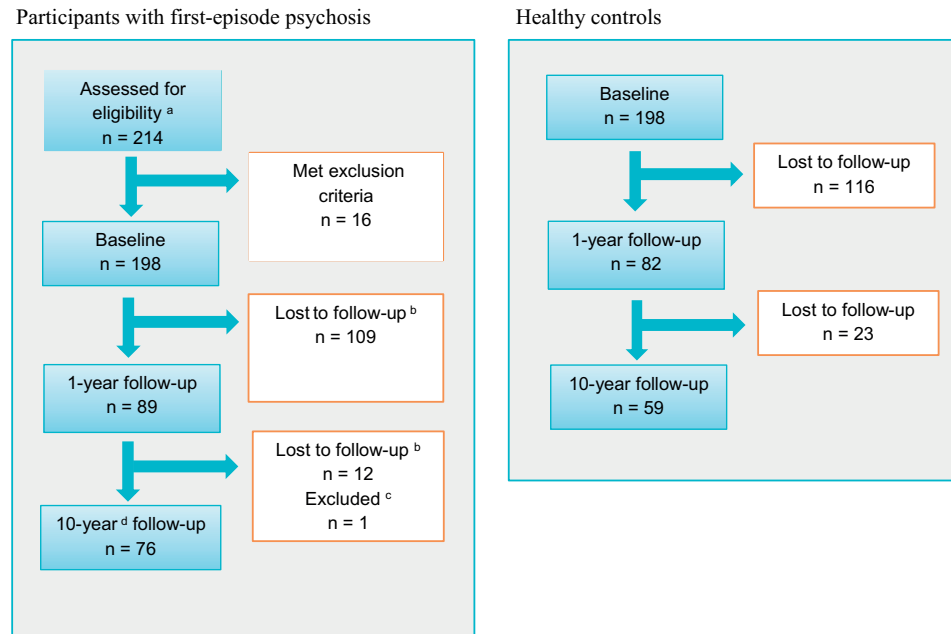 Participants with first-episode psychosis
Assessed for
eligibility a
n = 214
Met exclusion
criteria
n = 16
Baseline
n = 198
Lost to follow-up b
n = 109
1-year follow-up
n = 89
Lost to follow-up b
n = 12
Excluded c
n = 1
10-year d follow-up
n = 76
Healthy controls
Baseline
n = 198
Lost to follow-up
n = 116
1-year follow-up
n = 82
Lost to follow-up
n = 23
10-year follow-up
n = 59